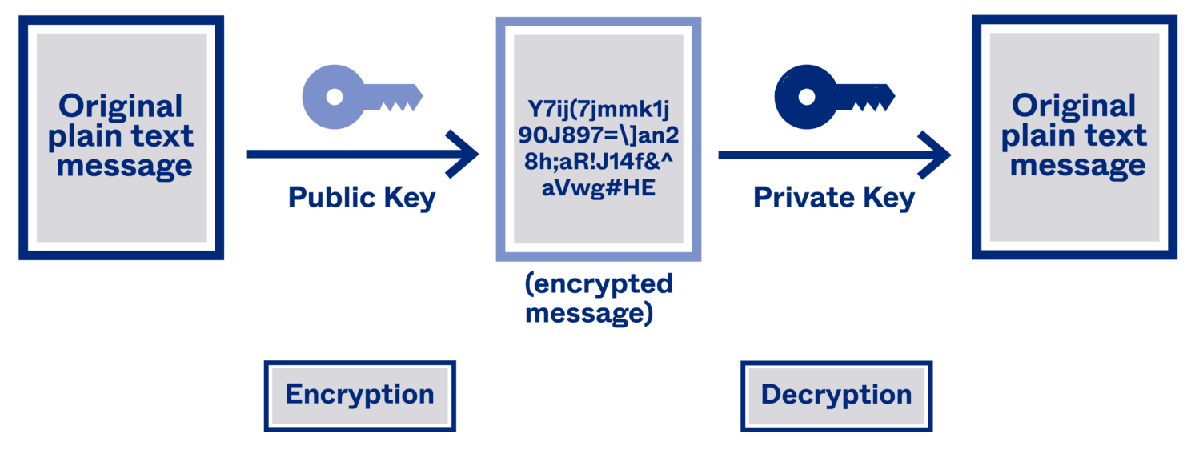 Original
plain text
message
Public Key
Y7ij(7jmmk1j
90J897=\]an2
8h;aR!J14f&^
aVwg#HE
(encrypted
message)
Private Key
Original
plain text
message
Encryption
Decryption